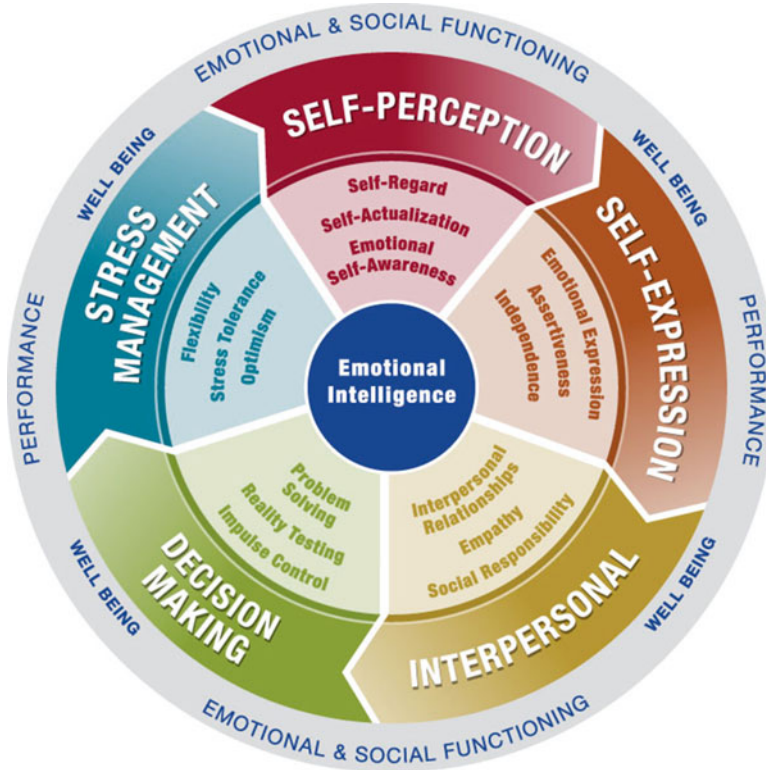 EMOTIONAL & SOCIAL FUNCTIONING
WELL BEING
WELL BEING
PERFORMANCE
PERFORMANCE
WELL BEING
WELL BEING
EMOTIONAL & SOCIAL FUNCTIONING
SELF-PERCEPTION
Self-Regard
Self-Actualization
Emotional
Self-Awareness
SELF-EXPRESSION
Emotional Expression
Assertiveness
Independence
INTERPERSONAL
Interpersonal
Relationships
Empathy
Social Responsibility
DECISION
MAKING
Problem
Solving
Reality Testing
Impulse Control
STRESS
MANAGEMENT
Flexibility
Stress Tolerance
Optimism
Emotional
Intelligence